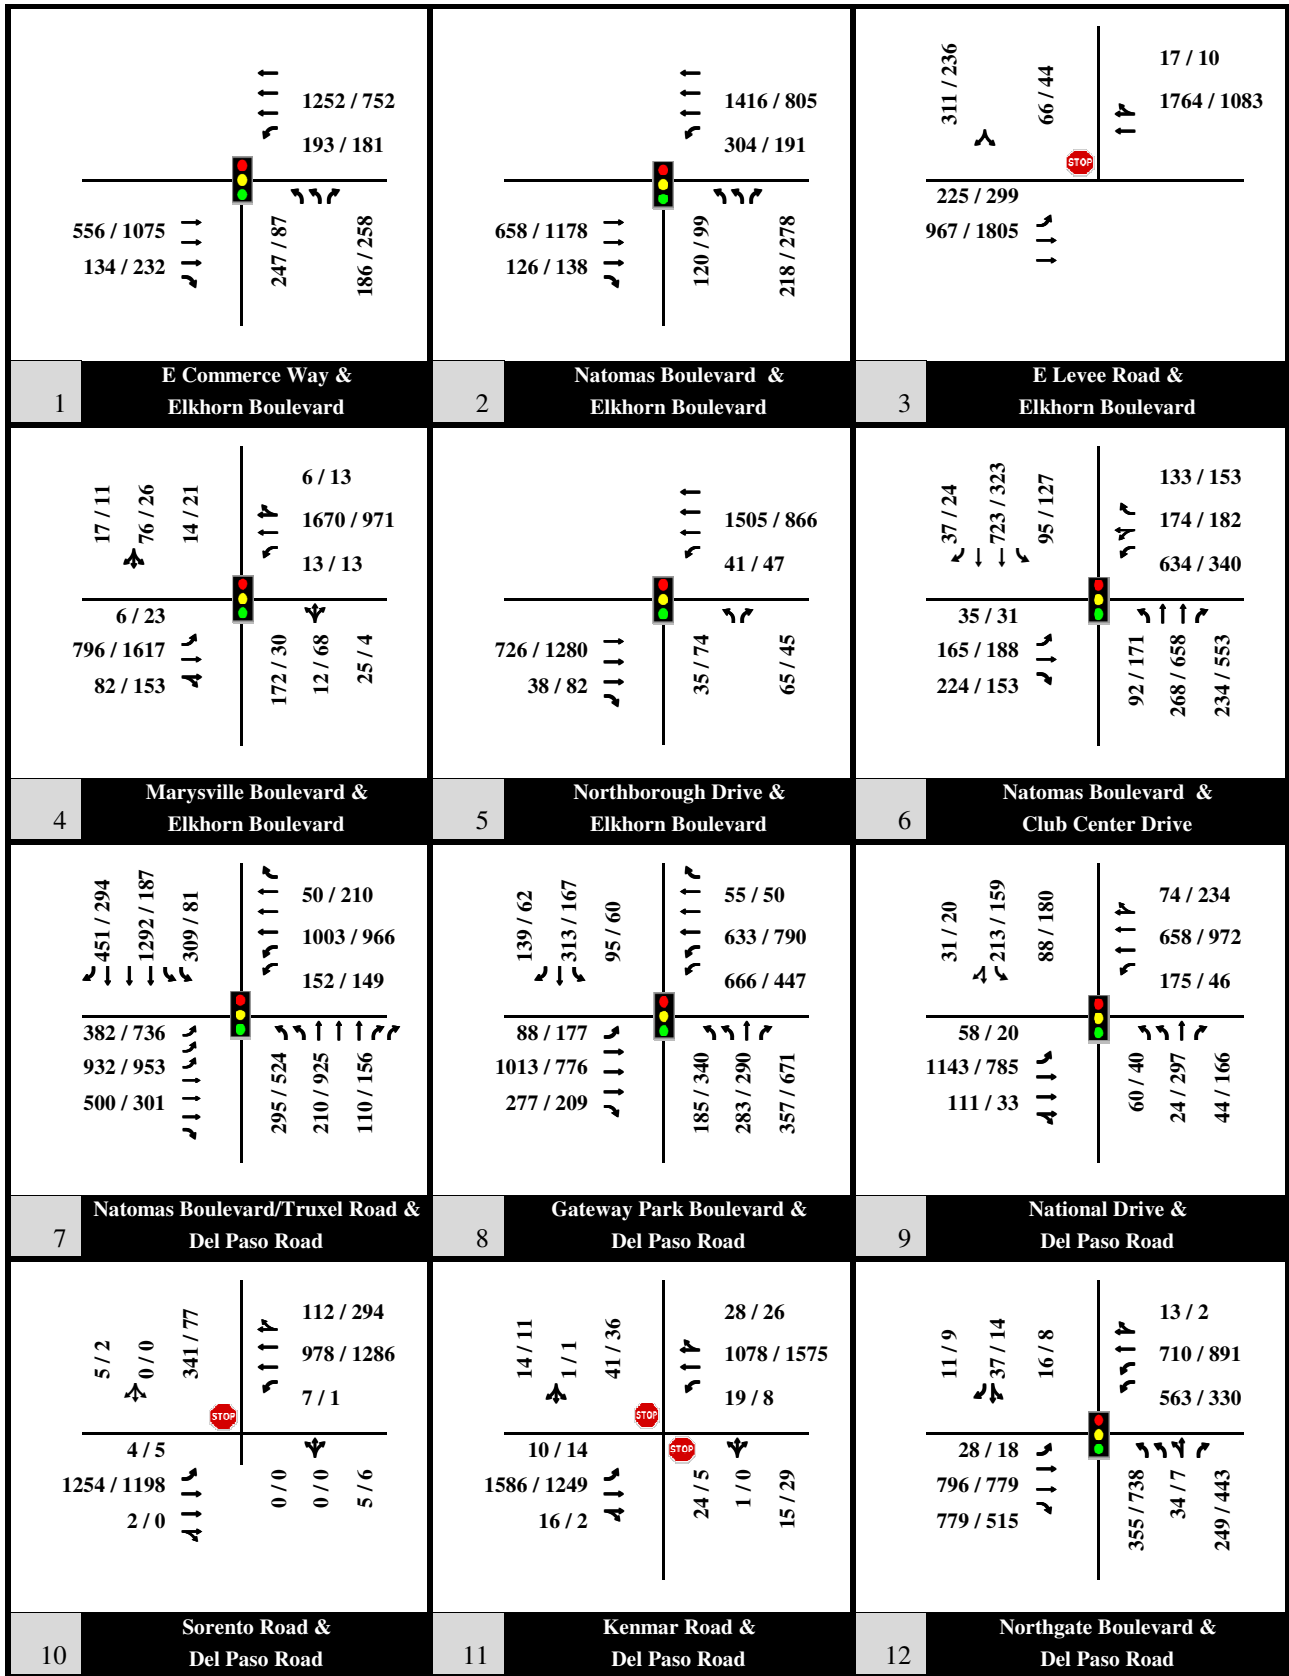 1252 / 752
193 / 181
556 / 1075
134 / 232
247 / 87
186 / 258
1
E Commerce Way &
Elkhorn Boulevard
1416 / 805
304 / 191
658 / 1178
126 / 138
120 / 99
218 / 278
2
Natomas Boulevard &
Elkhorn Boulevard
311 / 236
66 / 44
17 / 10
1764 / 1083
STOP
225 / 299
967 / 1805
3
E Levee Road &
Elkhorn Boulevard
17 / 11
76 / 26
14 / 21
6 / 13
1670 / 971
13 / 13
6 / 23
796 / 1617
82 / 153
172 / 30
12 / 68
25 / 4
4
Marysville Boulevard &
Elkhorn Boulevard
1505 / 866
41 / 47
726 / 1280
38 / 82
35 / 74
65 / 45
5
Northborough Drive &
Elkhorn Boulevard
37 / 24
723 / 323
95 / 127
133 / 153
174 / 182
634 / 340
35 / 31
165 / 188
224 / 153
92 / 171
268 / 658
234 / 553
6
Natomas Boulevard &
Club Center Drive
451 / 294
1292 / 187
309 / 81
50 / 210
1003 / 966
152 / 149
382 / 736
932 / 953
500 / 301
295 / 524
210 / 925
110 / 156
7
Natomas Boulevard/Truxel Road &
Del Paso Road
139 / 62
313 / 167
95 / 60
55 / 50
633 / 790
666 / 447
88 / 177
1013 / 776
277 / 209
185 / 340
283 / 290
357 / 671
8
Gateway Park Boulevard &
Del Paso Road
31 / 20
213 / 159
88 / 180
74 / 234
658 / 972
175 / 46
58 / 20
1143 / 785
111 / 33
60 / 40
24 / 297
44 / 166
9
National Drive &
Del Paso Road
5 / 2
0 / 0
341 / 77
112 / 294
978 / 1286
7 / 1
STOP
4 / 5
1254 / 1198
2 / 0
0 / 0
0 / 0
5 / 6
10
Sorento Road &
Del Paso Road
14 / 11
1 / 1
41 / 36
28 / 26
1078 / 1575
19 / 8
STOP
STOP
10 / 14
1586 / 1249
16 / 2
24 / 5
1 / 0
15 / 29
11
Kenmar Road &
Del Paso Road
11 / 9
37 / 14
16 / 8
13 / 2
710 / 891
563 / 330
28 / 18
796 / 779
779 / 515
355 / 738
34 / 7
249 / 443
12
Northgate Boulevard &
Del Paso Road